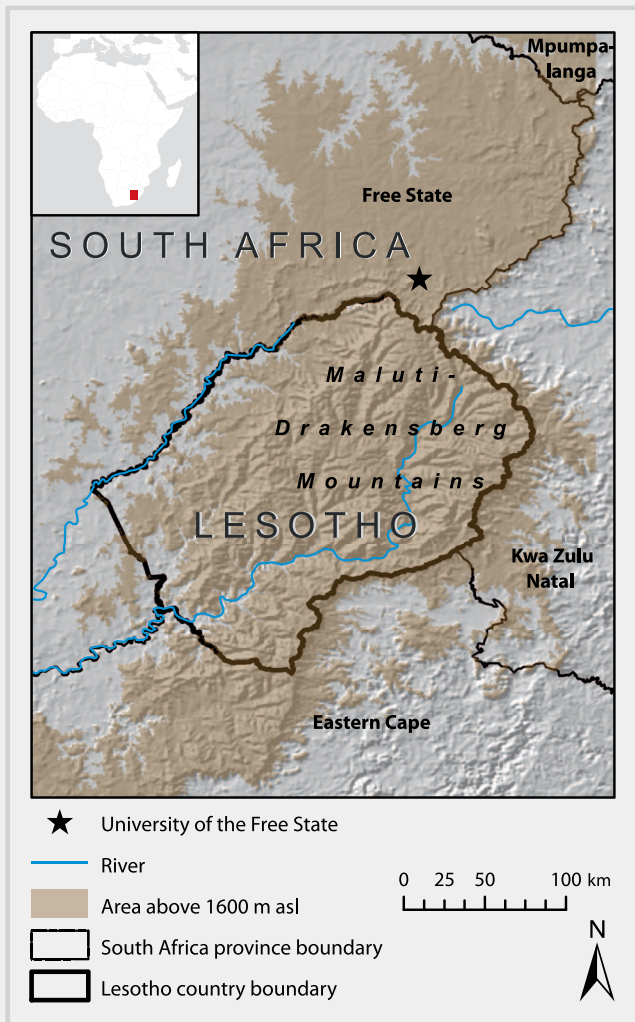 Mpumpa-
langa
Free State
SOUTH AFRICA
Maluti-
Drakensberg
Mountains
LESOTHO
Kwa Zulu
Natal
Eastern Cape
University of the Free State
River
Area above 1600 m asl
South Africa province boundary
Lesotho country boundary
0 25 50 100 km
N